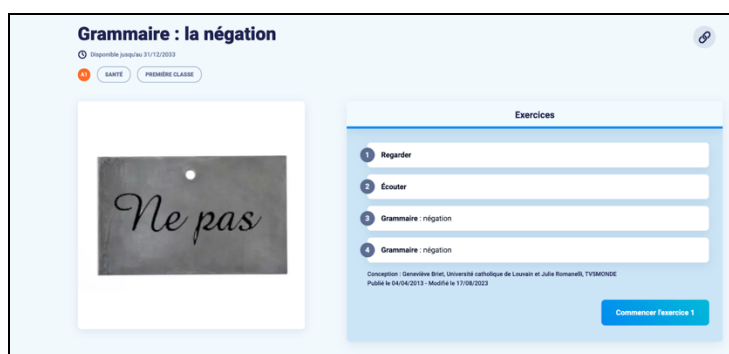 Grammaire : la négation
Disponible jusqu'au 31/12/2033
A1 SANTÉ PREMIÈRE CLASSE
Ne pas
Exercices
1 Regarder
2 Écouter
3 Grammaire : négation
4 Grammaire : négation
Conception : Geneviève Briet, Université catholique de Louvain et Julie Romanelli, TV5MONDE
Publié le 04/04/2013 - Modifié le 17/08/2023
Commencer l'exercice 1